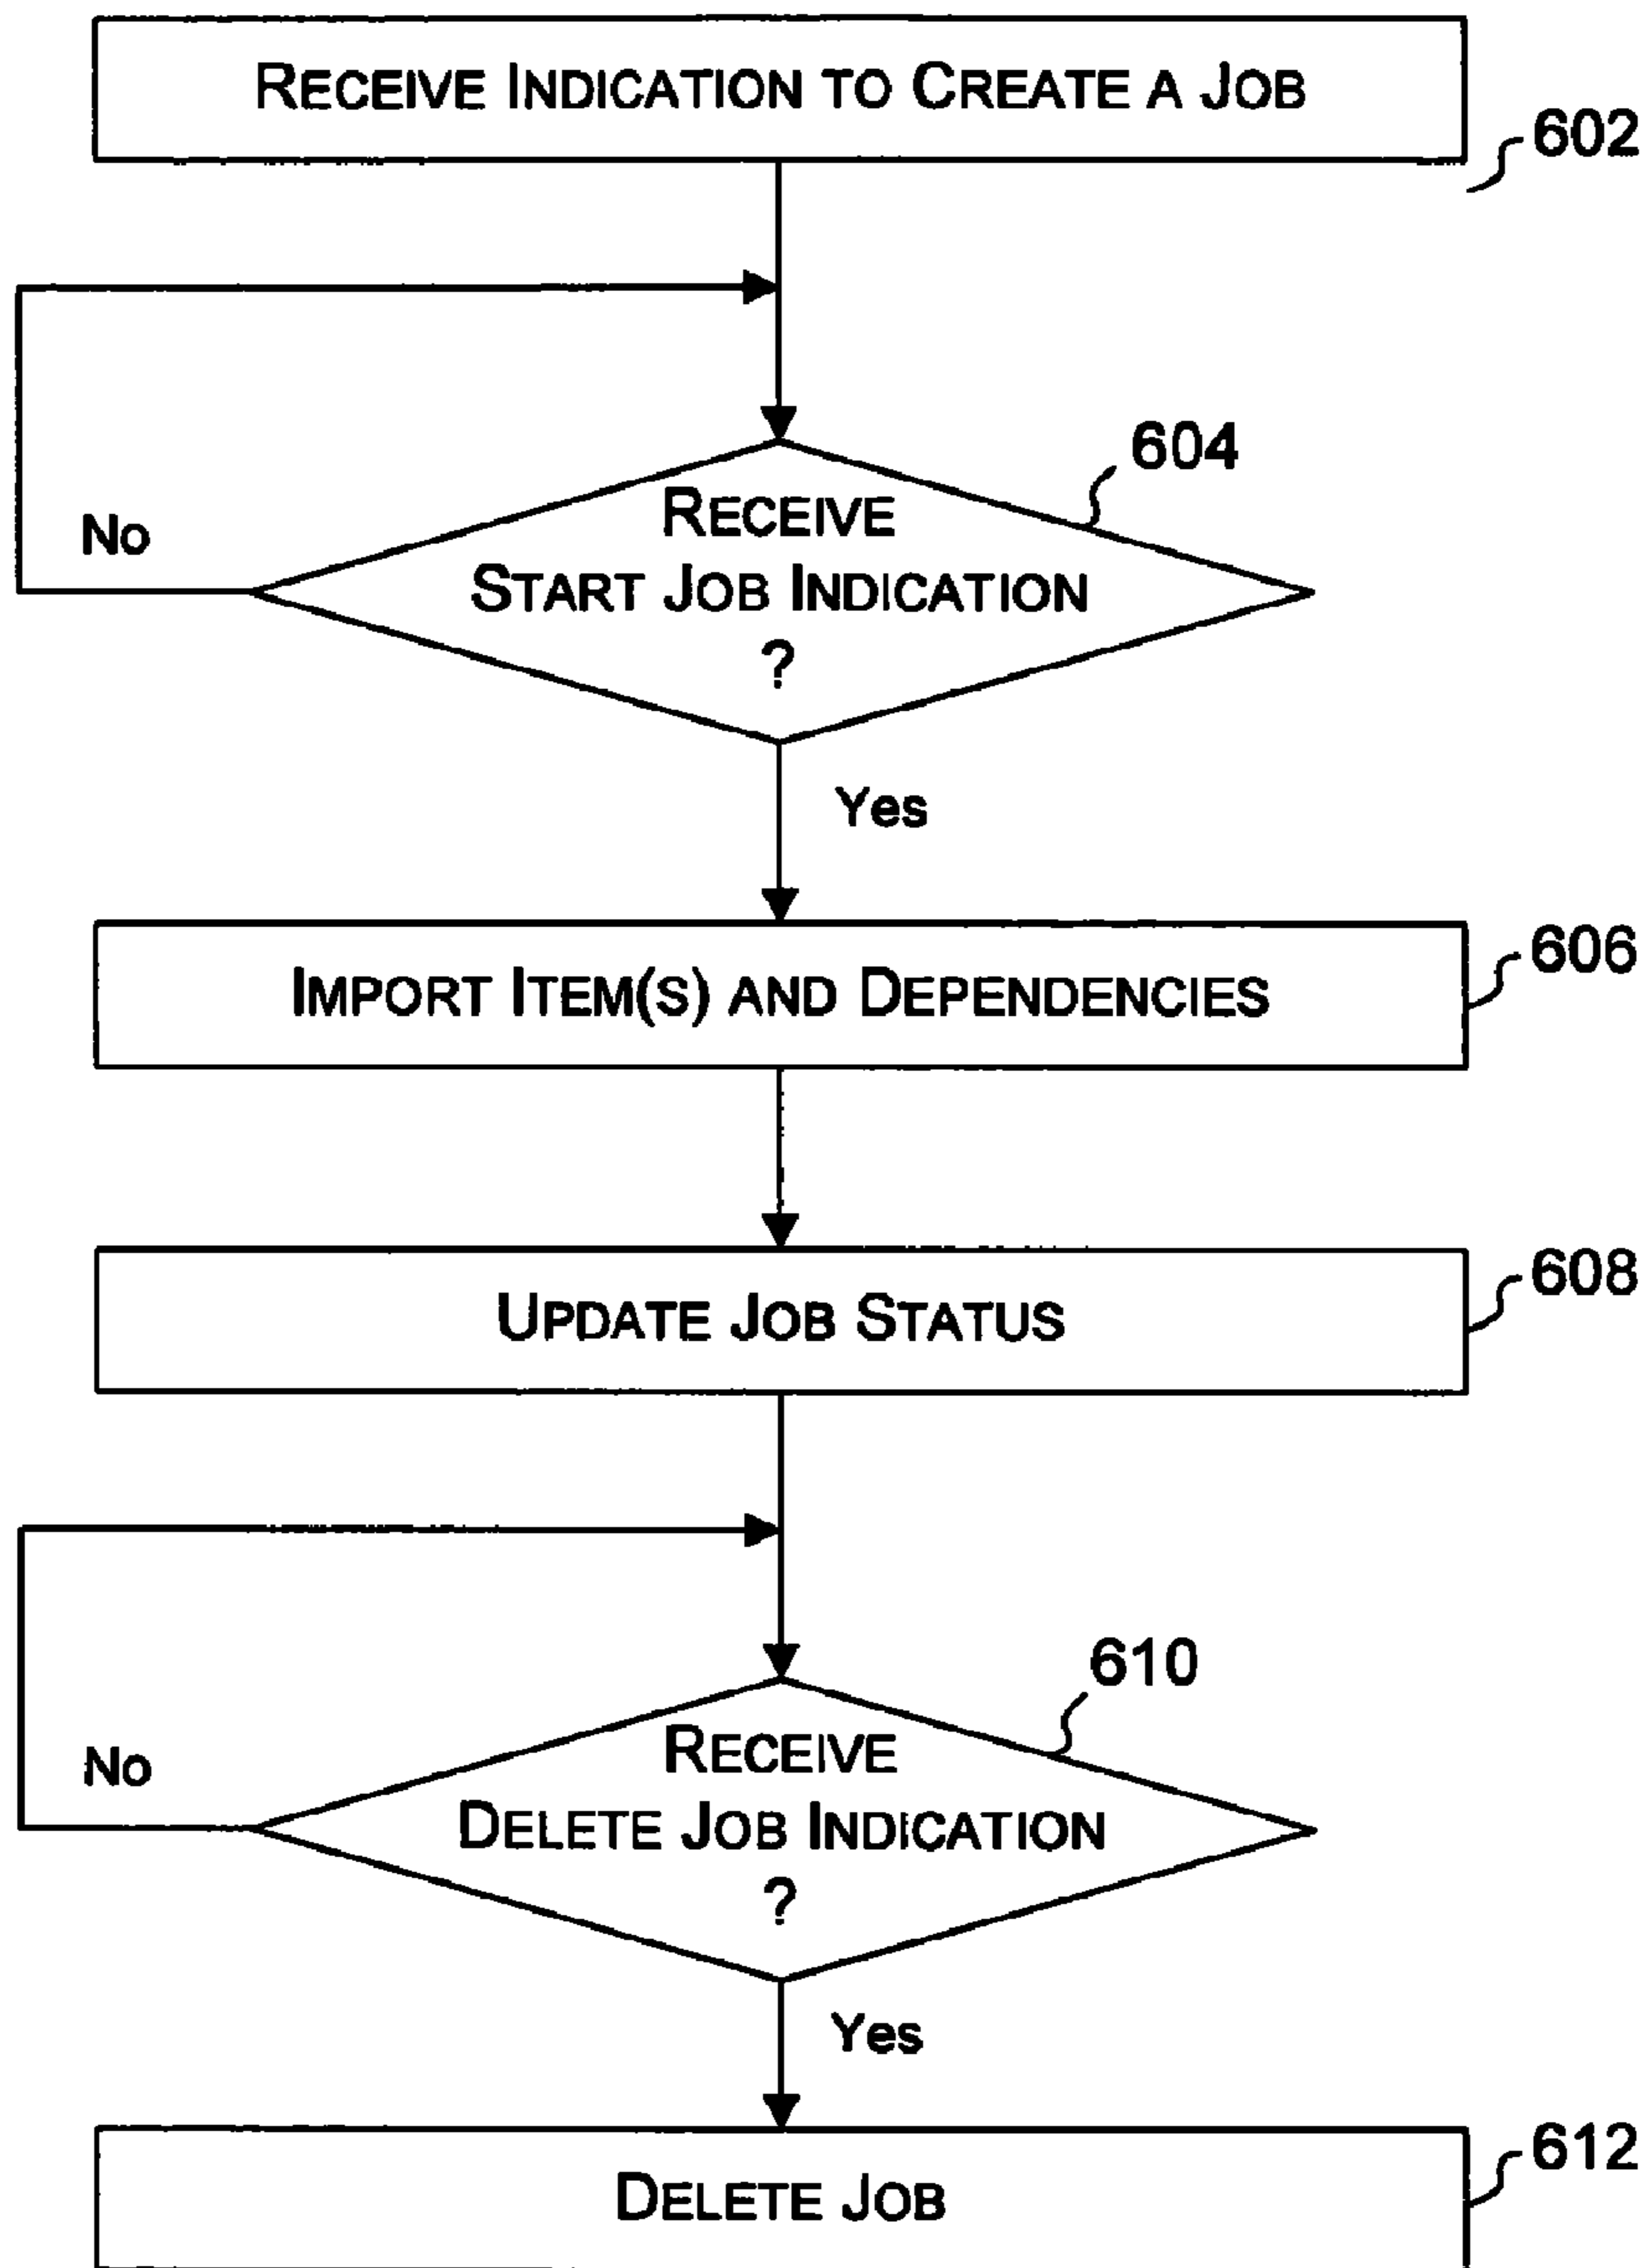 RECEIVE INDICATION TO CREATE A JOB
602
604
RECEIVE
START JOB INDICATION
?
No
Yes
606
IMPORT ITEM(S) AND DEPENDENCIES
608
UPDATE JOB STATUS
610
RECEIVE
DELETE JOB INDICATION
?
No
Yes
612
DELETE JOB